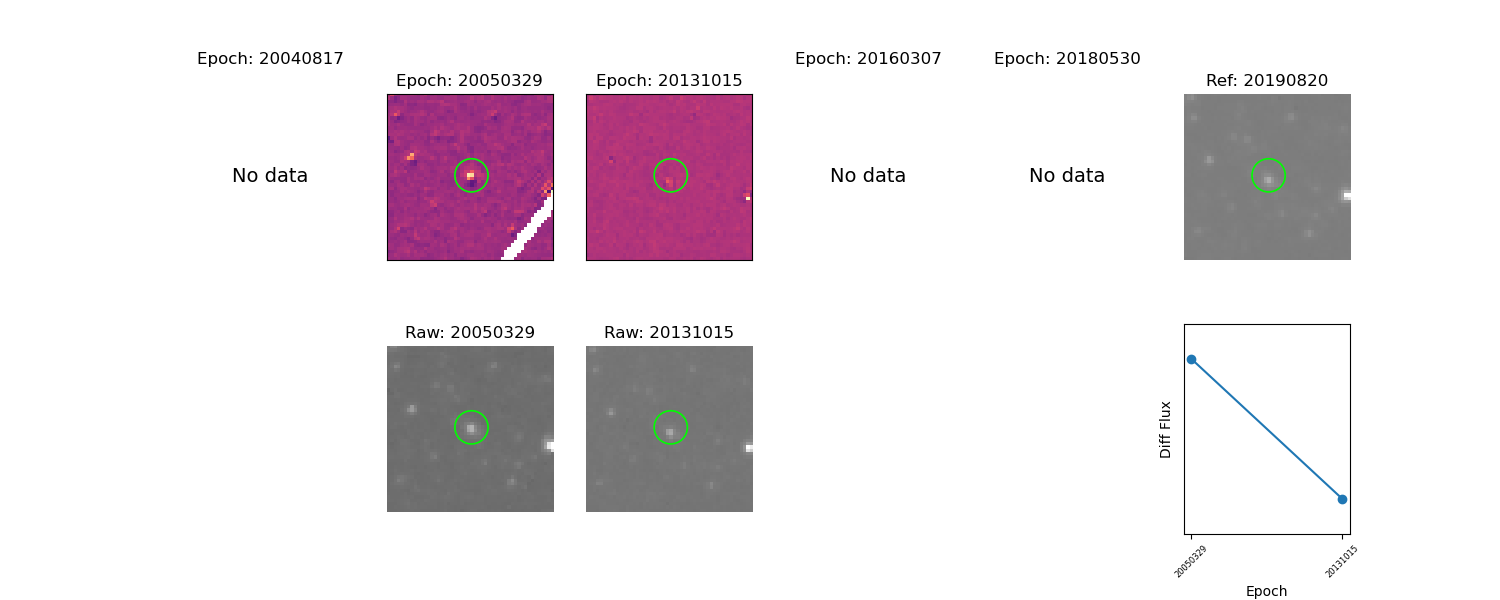 Epoch: 20040817
Epoch: 20160307
Epoch: 20180530
Epoch: 20050329
Epoch: 20131015
Ref: 20190820
No data
No data
No data
Raw: 20050329
Raw: 20131015
Diff Flux
20050329
20131015
Epoch